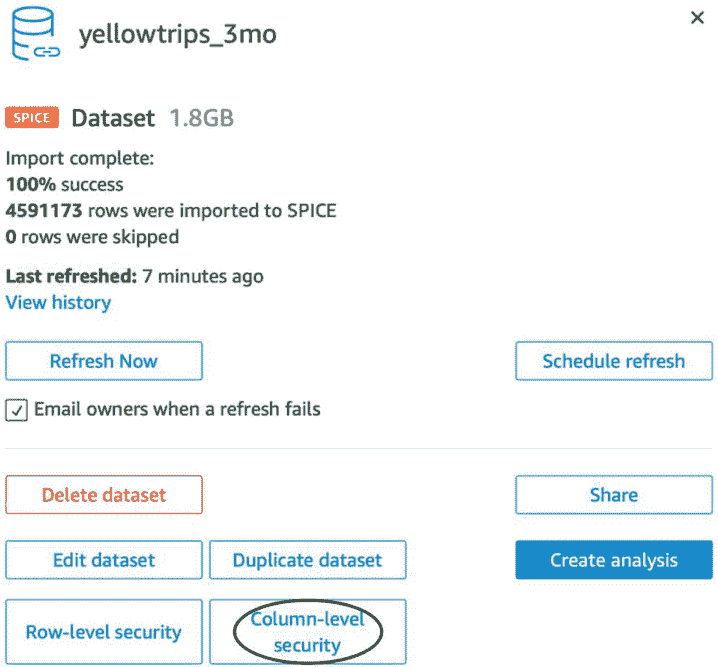 yellowtrips_3mo
SPICE Dataset 1.8GB
Import complete:
100% success
4591173 rows were imported to SPICE
0 rows were skipped
Last refreshed: 7 minutes ago
View history
Refresh Now
Schedule refresh
Email owners when a refresh fails
Delete dataset
Share
Edit dataset
Duplicate dataset
Create analysis
Row-level security
Column-level
security